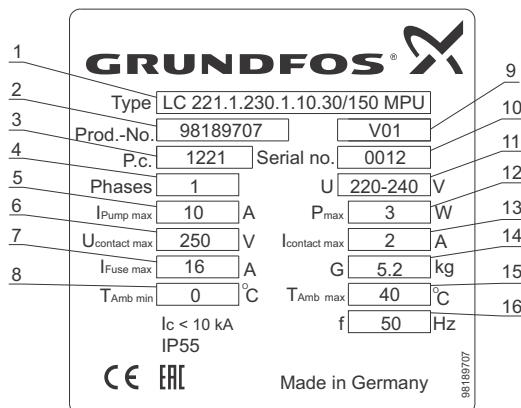 GRUNDFOS
1 Type LC 221.1.230.1.10.30/150 MPU 9
2 Prod.-No. 98189707 V01 10
3 P.c. 1221 Serial no. 0012 11
4 Phases 1 U 220-240 V 12
5 IPump max 10 A Pmax 3 W 13
6 Ucontact max 250 V Icontact max 2 A 14
7 IFuse max 16 A G 5.2 kg 15
8 TAmb min 0 °C TAmb max 40 °C 16
f 50 Hz
Ic < 10 kA
IP55
CE EAC Made in Germany
98189707